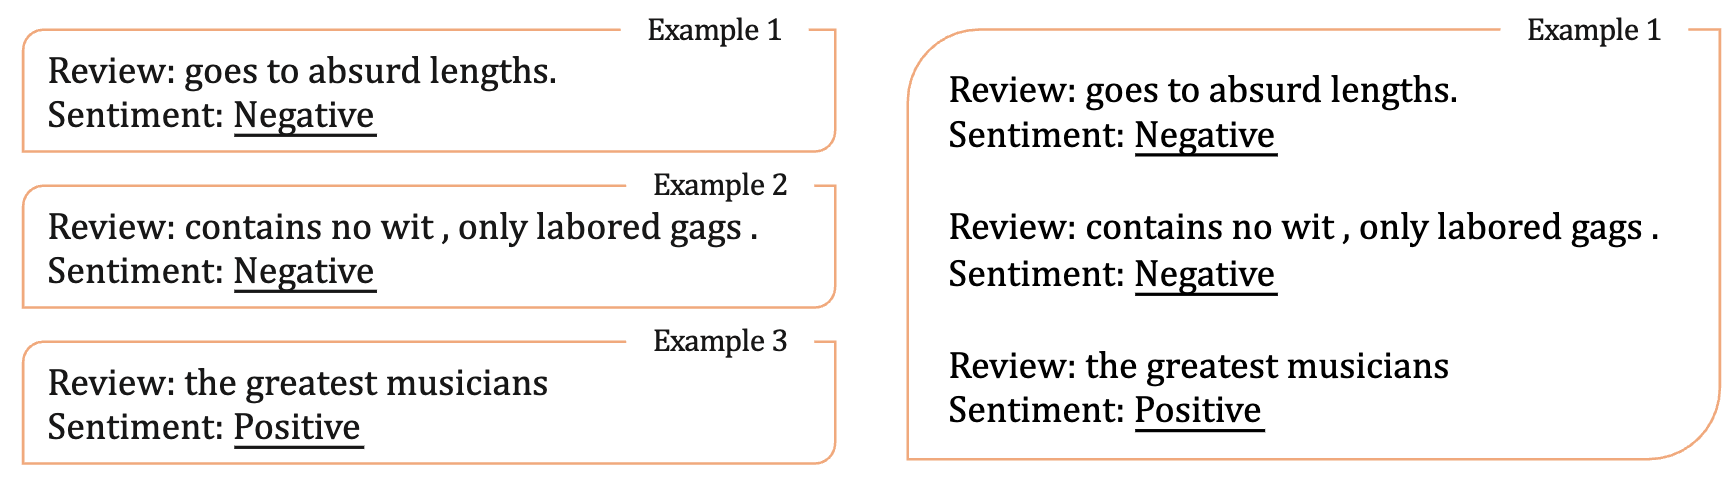 Example 1
Review: goes to absurd lengths.
Sentiment: Negative
Example 2
Review: contains no wit , only labored gags .
Sentiment: Negative
Example 3
Review: the greatest musicians
Sentiment: Positive
Example 1
Review: goes to absurd lengths.
Sentiment: Negative
Review: contains no wit , only labored gags .
Sentiment: Negative
Review: the greatest musicians
Sentiment: Positive